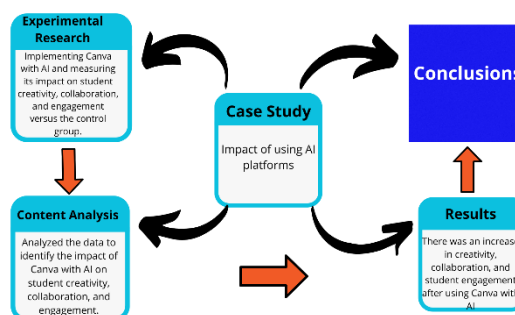 Experimental
Research
Implementing Canva
with AI and measuring
its impact on student
creativity, collaboration,
and engagement
versus the control
group.
Content Analysis
Analyzed the data to
identify the impact of
Canva with AI on
student creativity,
collaboration, and
engagement.
Case Study
Impact of using AI
platforms
Conclusions
Results
There was an increase
in creativity,
collaboration, and
student engagement
after using Canva with
AI